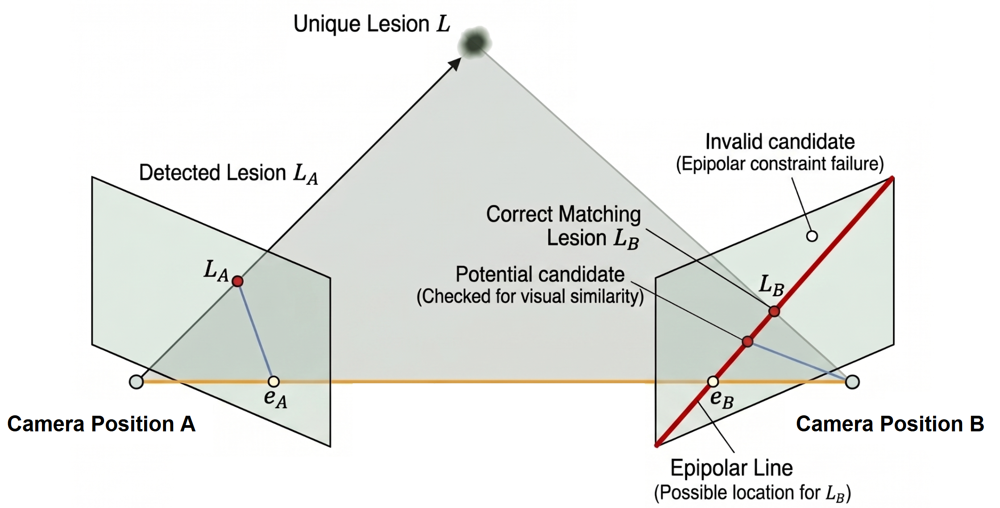 Unique Lesion L
Detected Lesion L_A
Invalid candidate
(Epipolar constraint failure)
Correct Matching
Lesion L_B
Potential candidate
(Checked for visual similarity)
L_A
L_B
e_A
e_B
Camera Position A
Camera Position B
Epipolar Line
(Possible location for L_B)